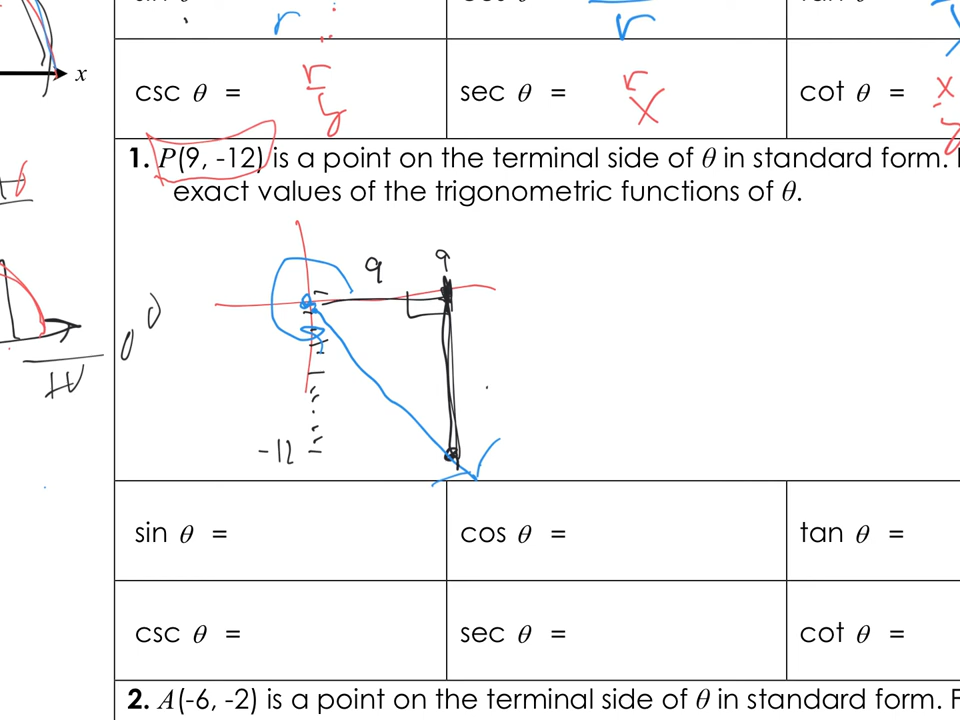 r
r
x
csc θ = r/y
sec θ = r/x
cot θ = x/y
1. P(9, -12) is a point on the terminal side of θ in standard form.
exact values of the trigonometric functions of θ.
9
9
-12
sin θ =
cos θ =
tan θ =
csc θ =
sec θ =
cot θ =
2. A(-6, -2) is a point on the terminal side of θ in standard form. F